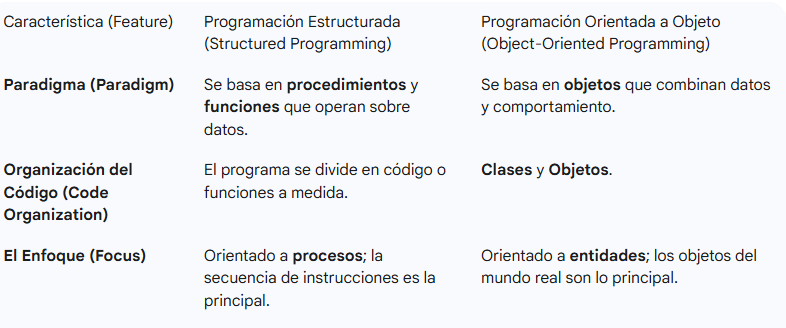 Característica (Feature)
Programación Estructurada
(Structured Programming)
Programación Orientada a Objeto
(Object-Oriented Programming)
Paradigma (Paradigm)
Se basa en procedimientos y
funciones que operan sobre
datos.
Se basa en objetos que combinan datos
y comportamiento.
Organización del
Código (Code
Organization)
El programa se divide en código o
funciones a medida.
Clases y Objetos.
El Enfoque (Focus)
Orientado a procesos; la
secuencia de instrucciones es la
principal.
Orientado a entidades; los objetos del
mundo real son lo principal.